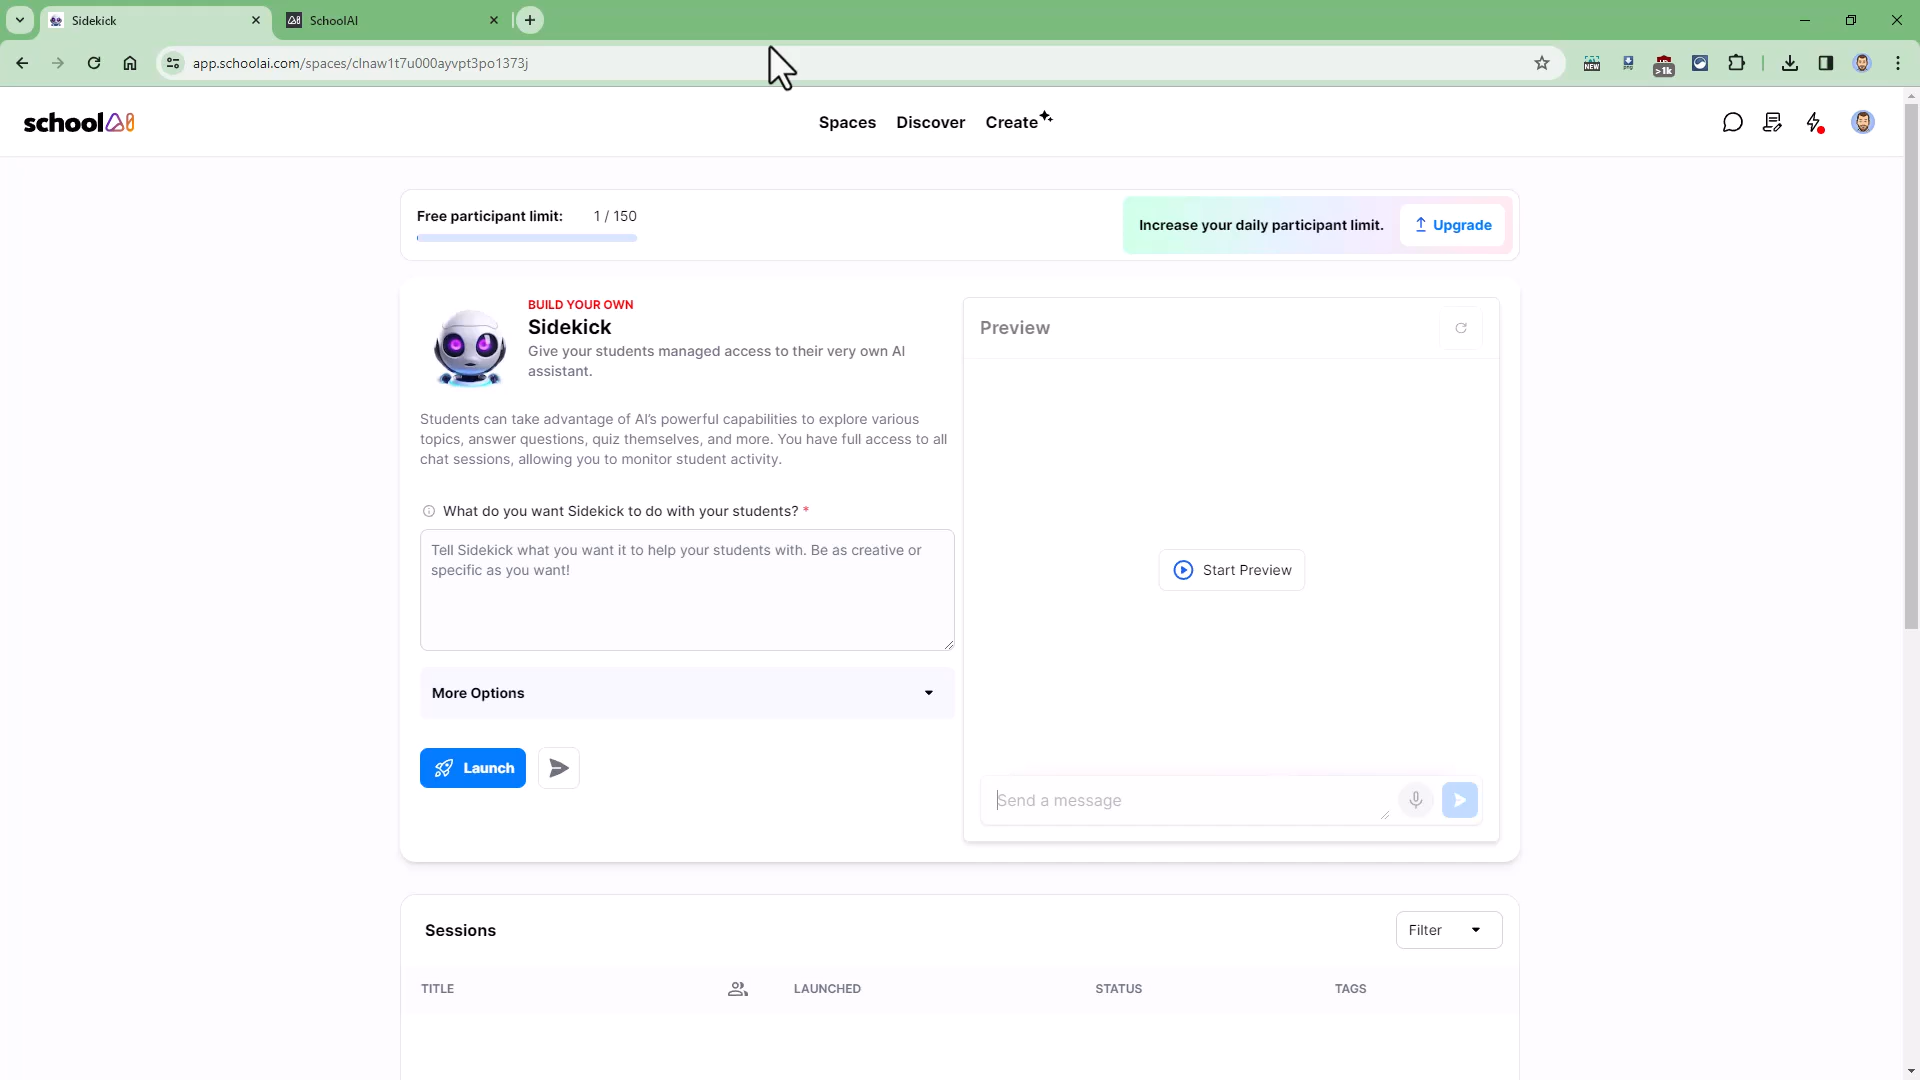 Sidekick
SchoolAI
app.schoolai.com/spaces/clnaw1t7u000ayvpt3po1373j
NEW
>1k
schoolAI
Spaces
Discover
Create
Free participant limit:
1 / 150
Increase your daily participant limit.
Upgrade
BUILD YOUR OWN
Sidekick
Give your students managed access to their very own AI
assistant.
Students can take advantage of AI's powerful capabilities to explore various
topics, answer questions, quiz themselves, and more. You have full access to all
chat sessions, allowing you to monitor student activity.
What do you want Sidekick to do with your students? *
Tell Sidekick what you want it to help your students with. Be as creative or
specific as you want!
More Options
Launch
Preview
Start Preview
Send a message
Sessions
Filter
TITLE
LAUNCHED
STATUS
TAGS